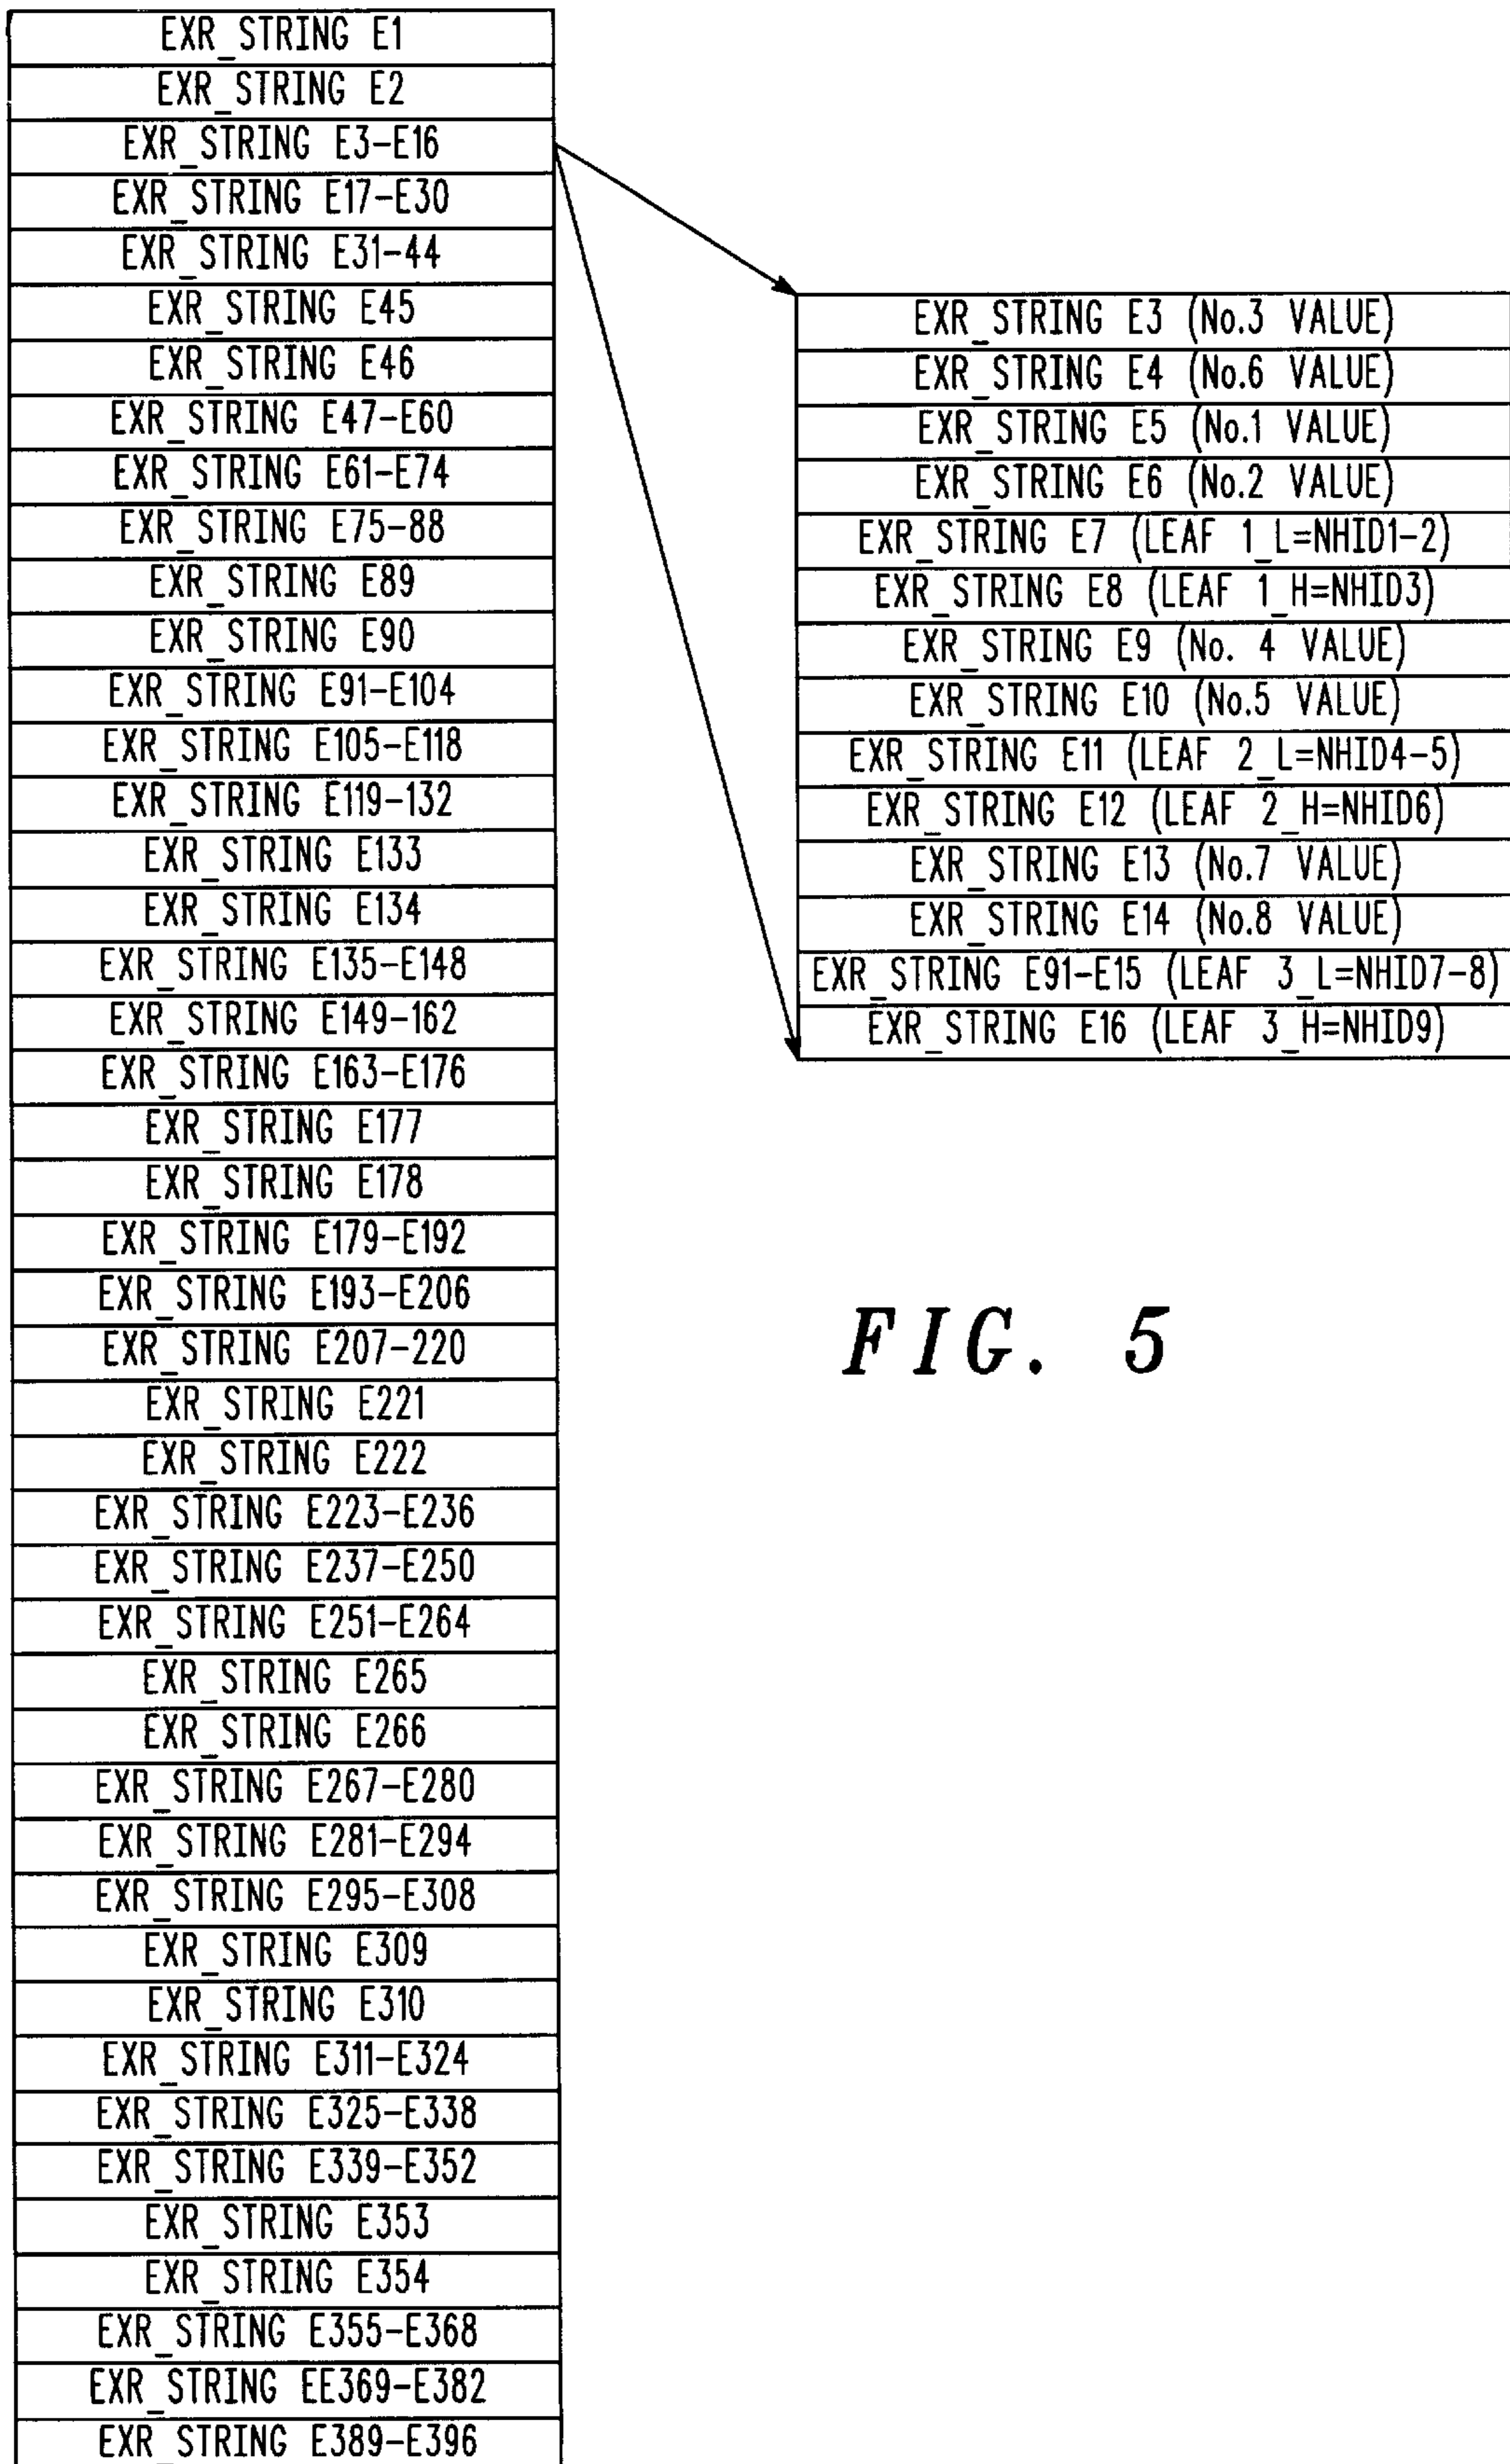 EXR_STRING E1
EXR_STRING E2
EXR_STRING E3-E16
EXR_STRING E17-E30
EXR_STRING E31-44
EXR_STRING E45
EXR_STRING E46
EXR_STRING E47-E60
EXR_STRING E61-E74
EXR_STRING E75-88
EXR_STRING E89
EXR_STRING E90
EXR_STRING E91-E104
EXR_STRING E105-E118
EXR_STRING E119-132
EXR_STRING E133
EXR_STRING E134
EXR_STRING E135-E148
EXR_STRING E149-162
EXR_STRING E163-E176
EXR_STRING E177
EXR_STRING E178
EXR_STRING E179-E192
EXR_STRING E193-E206
EXR_STRING E207-220
EXR_STRING E221
EXR_STRING E222
EXR_STRING E223-E236
EXR_STRING E237-E250
EXR_STRING E251-E264
EXR_STRING E265
EXR_STRING E266
EXR_STRING E267-E280
EXR_STRING E281-E294
EXR_STRING E295-E308
EXR_STRING E309
EXR_STRING E310
EXR_STRING E311-E324
EXR_STRING E325-E338
EXR_STRING E339-E352
EXR_STRING E353
EXR_STRING E354
EXR_STRING E355-E368
EXR_STRING EE369-E382
EXR_STRING E389-E396
EXR_STRING E3 (No.3 VALUE)
EXR_STRING E4 (No.6 VALUE)
EXR_STRING E5 (No.1 VALUE)
EXR_STRING E6 (No.2 VALUE)
EXR_STRING E7 (LEAF 1_L=NHID1-2)
EXR_STRING E8 (LEAF 1_H=NHID3)
EXR_STRING E9 (No. 4 VALUE)
EXR_STRING E10 (No.5 VALUE)
EXR_STRING E11 (LEAF 2_L=NHID4-5)
EXR_STRING E12 (LEAF 2_H=NHID6)
EXR_STRING E13 (No.7 VALUE)
EXR_STRING E14 (No.8 VALUE)
EXR_STRING E91-E15 (LEAF 3_L=NHID7-8)
EXR_STRING E16 (LEAF 3_H=NHID9)
FIG. 5